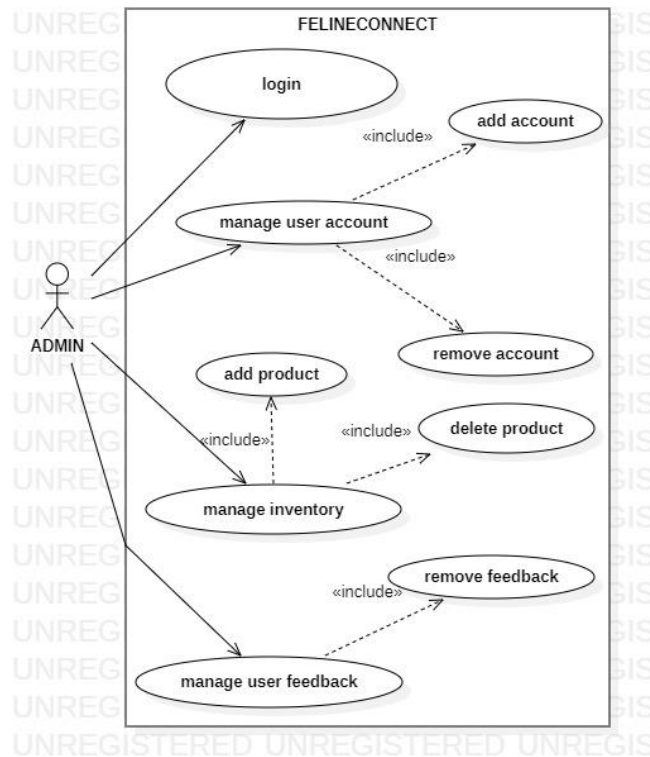 FELINECONNECT
login
add account
«include»
manage user account
«include»
ADMIN
remove account
add product
«include»
delete product
«include»
manage inventory
remove feedback
«include»
manage user feedback
UNREGISTERED UNREGISTERED UNREGIS